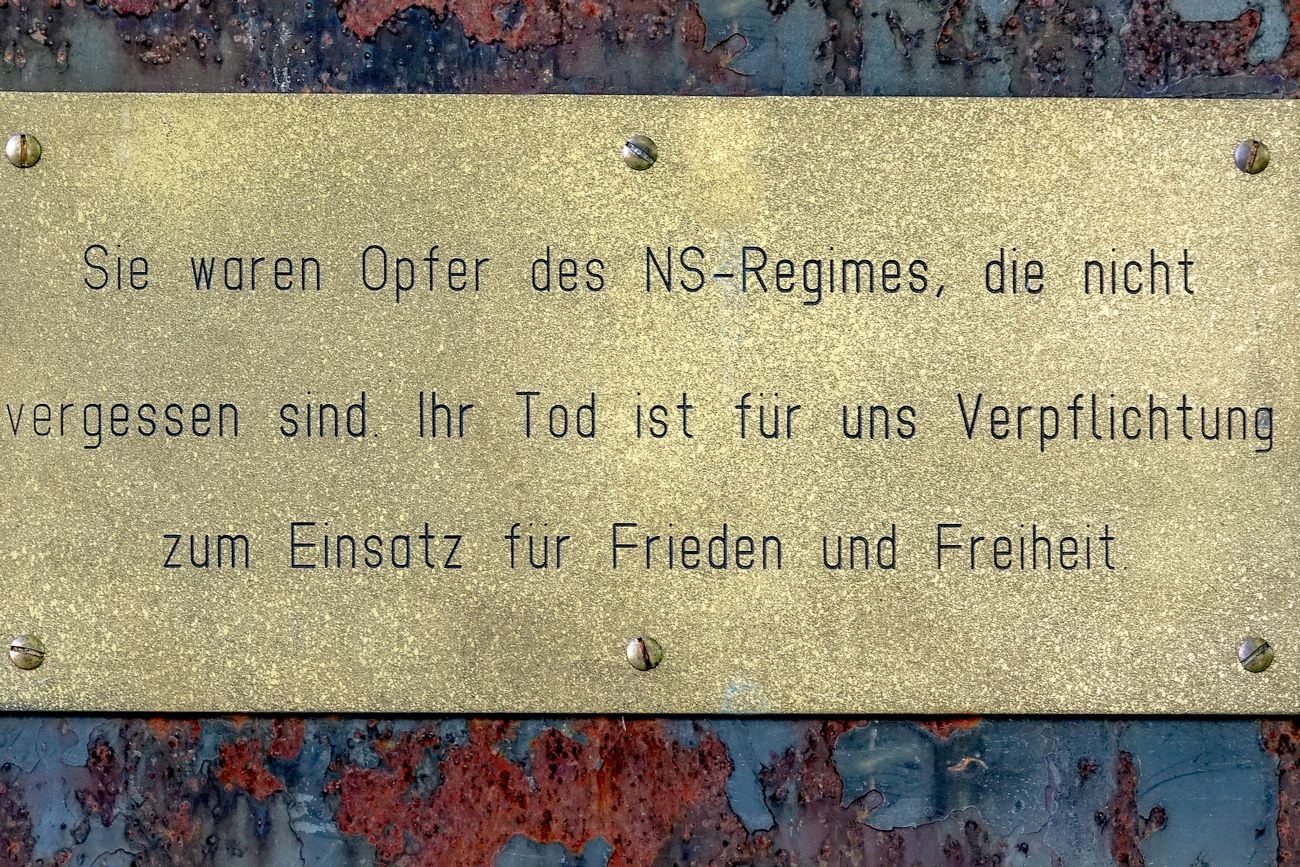 Sie waren Opfer des NS-Regimes, die nicht
vergessen sind. Ihr Tod ist für uns Verpflichtung
zum Einsatz für Frieden und Freiheit.